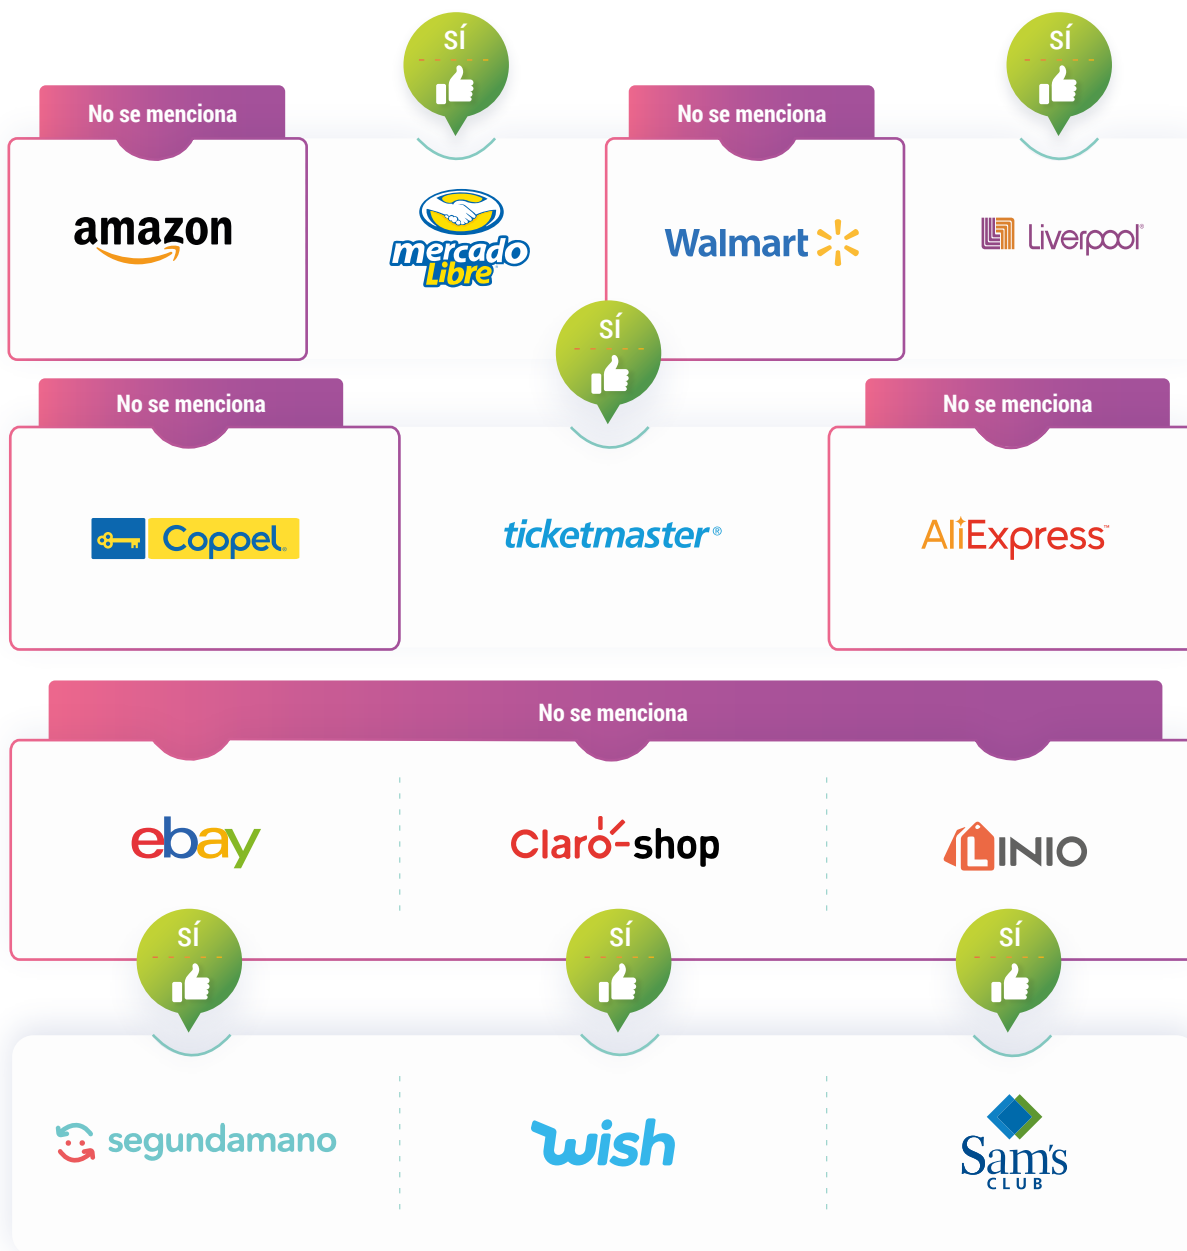 SÍ
SÍ
No se menciona
No se menciona
amazon
mercado
Libre
Walmart
Liverpool®
SÍ
No se menciona
No se menciona
Coppel
ticketmaster®
AliExpress™
No se menciona
ebay
Claro-shop
LINIO
SÍ
SÍ
SÍ
segundamano
wish
Sam's
CLUB